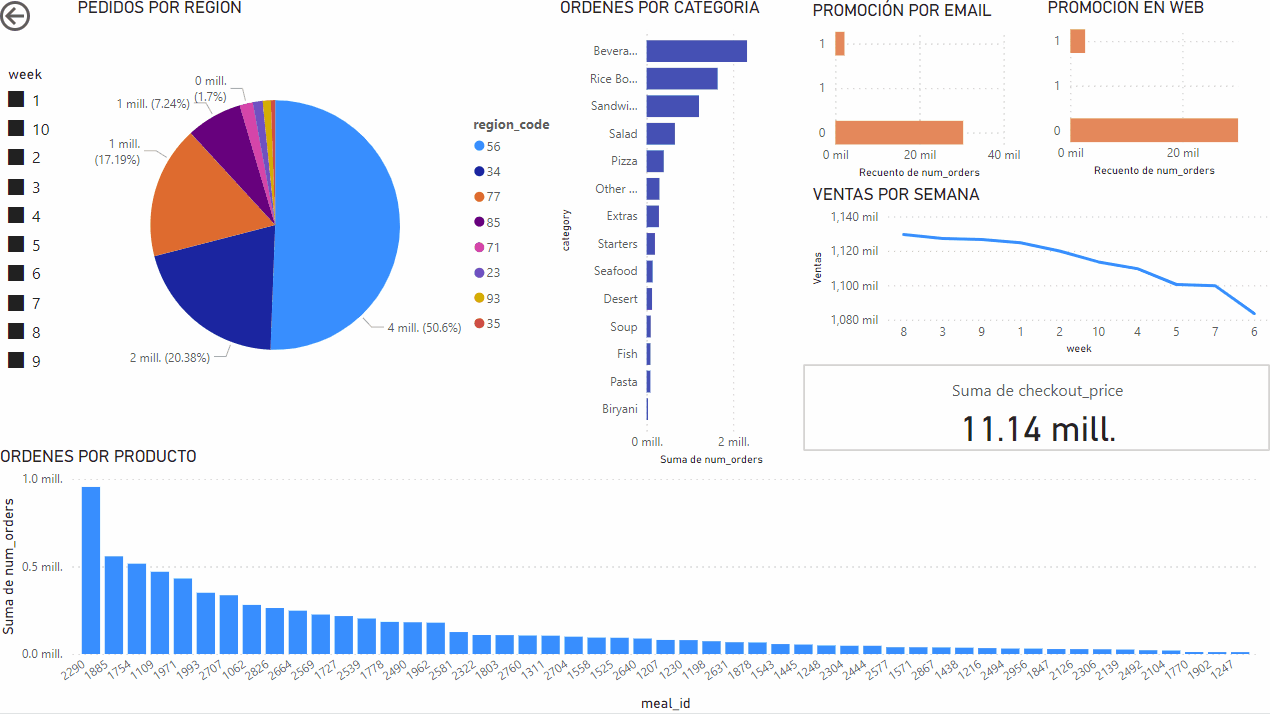 PEDIDOS POR REGION
week
1
10
2
3
4
5
6
7
8
9
0 mill.
(1.7%)
1 mill. (7.24%)
1 mill.
(17.19%)
2 mill. (20.38%)
4 mill. (50.6%)
region_code
56
34
77
85
71
23
93
35
ORDENES POR CATEGORIA
category
Bevera...
Rice Bo...
Sandwi...
Salad
Pizza
Other ...
Extras
Starters
Seafood
Desert
Soup
Fish
Pasta
Biryani
0 mill. 2 mill.
Suma de num_orders
PROMOCIÓN POR EMAIL
1
1
0
0 mil 20 mil 40 mil
Recuento de num_orders
PROMOCION EN WEB
1
1
0
0 mil 20 mil
Recuento de num_orders
VENTAS POR SEMANA
Ventas
1,140 mil
1,120 mil
1,100 mil
1,080 mil
8 3 9 1 2 10 4 5 7 6
week
Suma de checkout_price
11.14 mill.
ORDENES POR PRODUCTO
Suma de num_orders
1.0 mill.
0.5 mill.
0.0 mill.
2290 1885 1754 1109 1971 1993 2707 1062 2826 2664 2569 1727 2539 1778 2490 1962 2581 2322 1803 2760 1311 2704 1558 1525 2640 1207 1230 1198 2631 1878 1543 1445 1248 2304 2444 2577 1571 2867 1438 1216 2494 2956 1847 2126 2306 2139 2492 2104 1770 1902 1247
meal_id